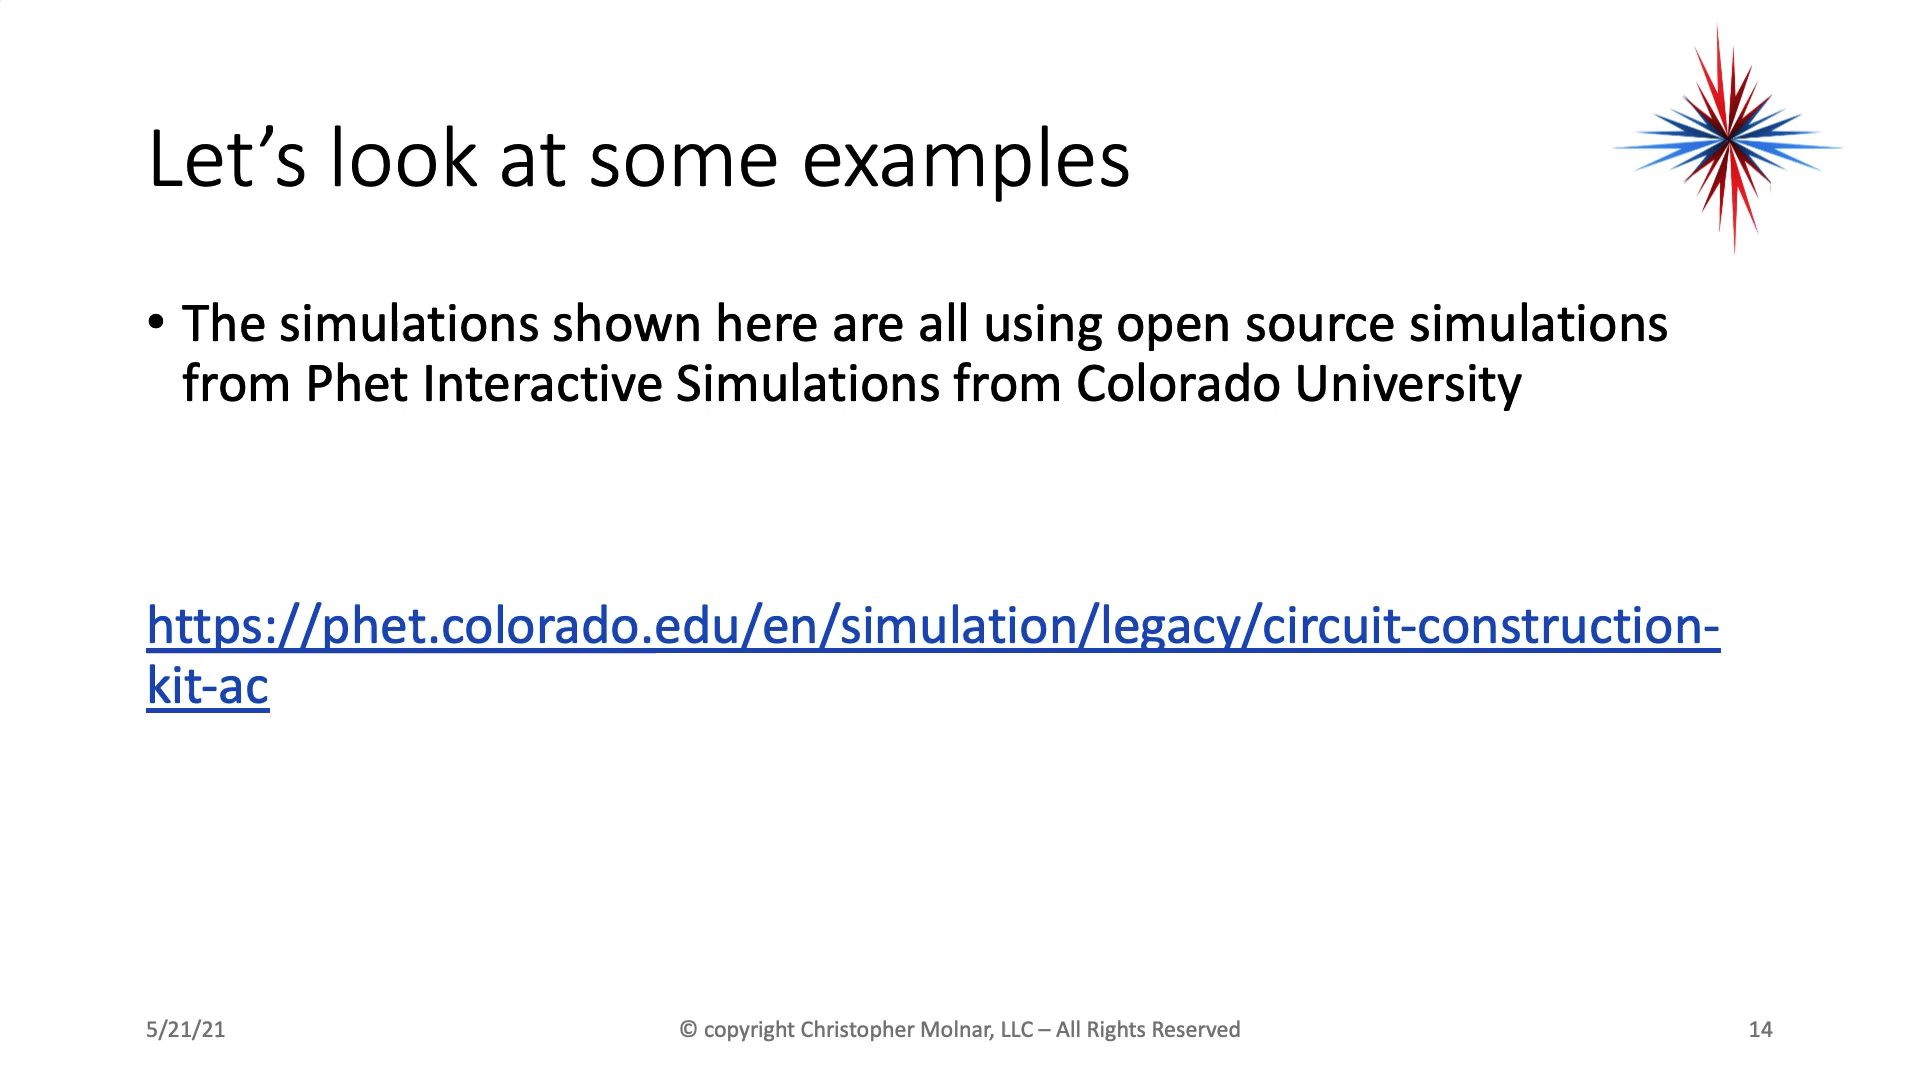 Let’s look at some examples
• The simulations shown here are all using open source simulations
from Phet Interactive Simulations from Colorado University
https://phet.colorado.edu/en/simulation/legacy/circuit-construction-
kit-ac
5/21/21
© copyright Christopher Molnar, LLC – All Rights Reserved
14